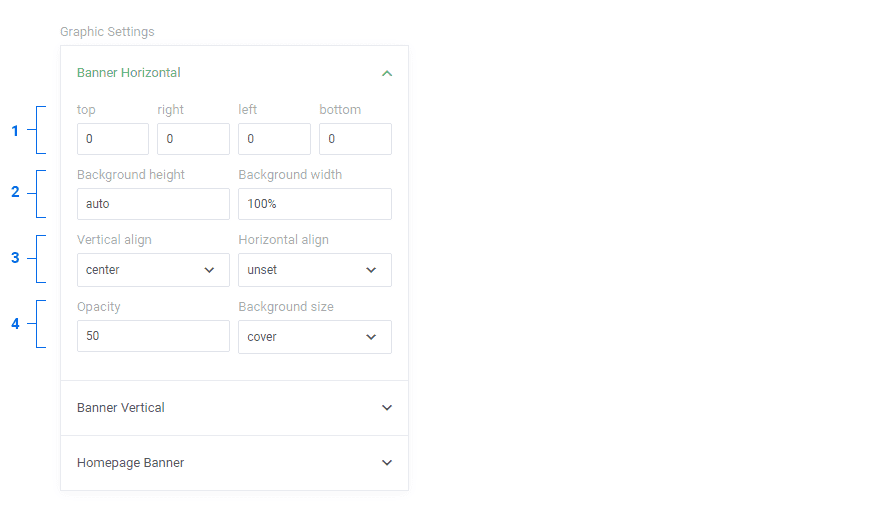 Graphic Settings
Banner Horizontal
top right left bottom
1
0 0 0 0
Background height Background width
2
auto 100%
Vertical align Horizontal align
3
center unset
Opacity Background size
4
50 cover
Banner Vertical
Homepage Banner